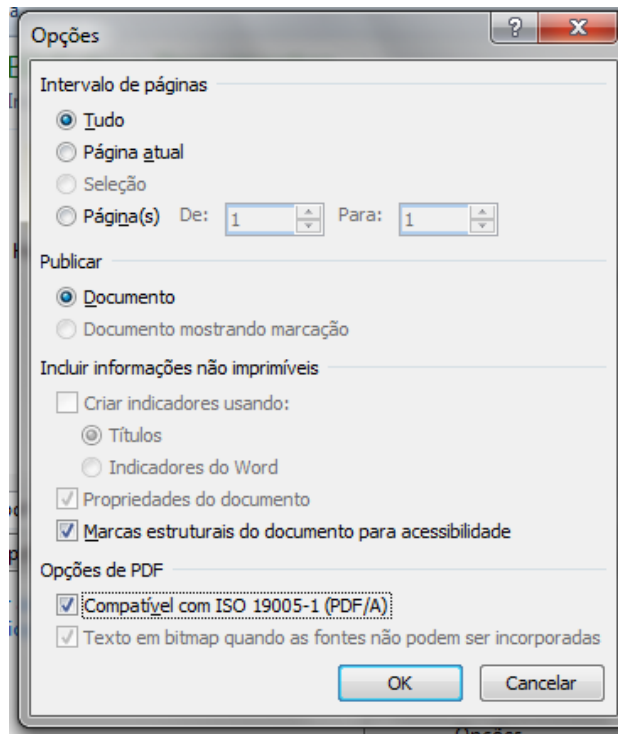 Opções
Intervalo de páginas
Tudo
Página atual
Seleção
Página(s) De: 1 Para: 1
Publicar
Documento
Documento mostrando marcação
Incluir informações não imprimíveis
Criar indicadores usando:
Títulos
Indicadores do Word
Propriedades do documento
Marcas estruturais do documento para acessibilidade
Opções de PDF
Compatível com ISO 19005-1 (PDF/A)
Texto em bitmap quando as fontes não podem ser incorporadas
OK Cancelar